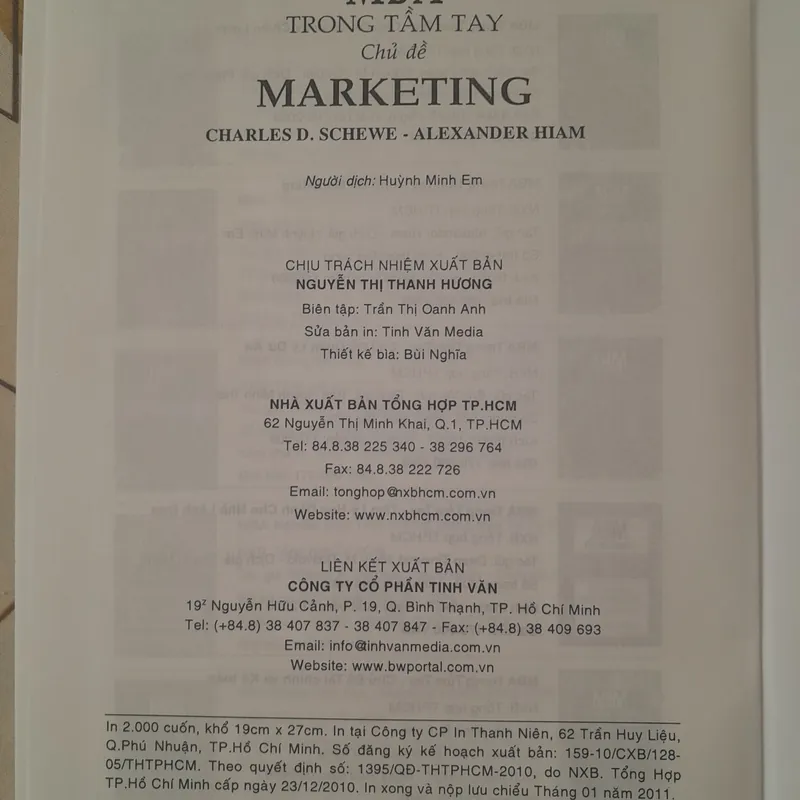 MBA
TRONG TẦM TAY
Chủ đề
MARKETING
CHARLES D. SCHEWE - ALEXANDER HIAM
Người dịch: Huỳnh Minh Em
CHỊU TRÁCH NHIỆM XUẤT BẢN
NGUYỄN THỊ THANH HƯƠNG
Biên tập: Trần Thị Oanh Anh
Sửa bản in: Tinh Văn Media
Thiết kế bìa: Bùi Nghĩa
NHÀ XUẤT BẢN TỔNG HỢP TP.HCM
62 Nguyễn Thị Minh Khai, Q.1, TP.HCM
Tel: 84.8.38 225 340 - 38 296 764
Fax: 84.8.38 222 726
Email: tonghop@nxbhcm.com.vn
Website: www.nxbhcm.com.vn
LIÊN KẾT XUẤT BẢN
CÔNG TY CỔ PHẦN TINH VĂN
19ᶻ Nguyễn Hữu Cảnh, P. 19, Q. Bình Thạnh, TP. Hồ Chí Minh
Tel: (+84.8) 38 407 837 - 38 407 847 - Fax: (+84.8) 38 409 693
Email: info@tinhvanmedia.com.vn
Website: www.bwportal.com.vn
In 2.000 cuốn, khổ 19cm x 27cm. In tại Công ty CP In Thanh Niên, 62 Trần Huy Liệu,
Q.Phú Nhuận, TP.Hồ Chí Minh. Số đăng ký kế hoạch xuất bản: 159-10/CXB/128-
05/THTPHCM. Theo quyết định số: 1395/QĐ-THTPHCM-2010, do NXB. Tổng Hợp
TP.Hồ Chí Minh cấp ngày 23/12/2010. In xong và nộp lưu chiểu Tháng 01 năm 2011.